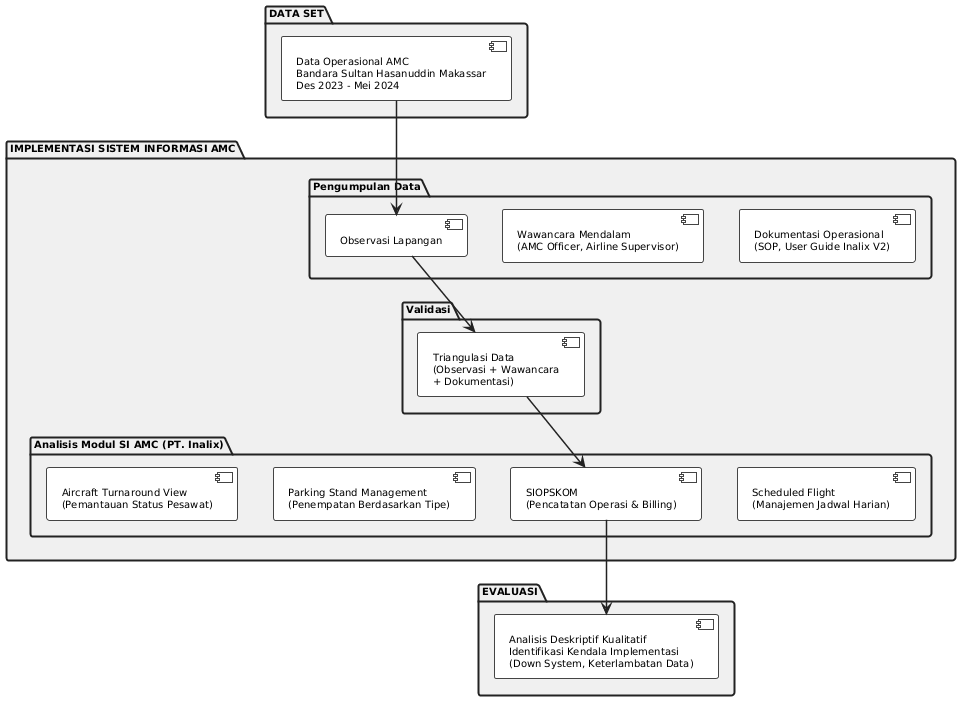 DATA SET
Data Operasional AMC
Bandara Sultan Hasanuddin Makassar
Des 2023 - Mei 2024
IMPLEMENTASI SISTEM INFORMASI AMC
Pengumpulan Data
Observasi Lapangan
Wawancara Mendalam
(AMC Officer, Airline Supervisor)
Dokumentasi Operasional
(SOP, User Guide Inalix V2)
Validasi
Triangulasi Data
(Observasi + Wawancara
+ Dokumentasi)
Analisis Modul SI AMC (PT. Inalix)
Aircraft Turnaround View
(Pemantauan Status Pesawat)
Parking Stand Management
(Penempatan Berdasarkan Tipe)
SIOPSKOM
(Pencatatan Operasi & Billing)
Scheduled Flight
(Manajemen Jadwal Harian)
EVALUASI
Analisis Deskriptif Kualitatif
Identifikasi Kendala Implementasi
(Down System, Keterlambatan Data)